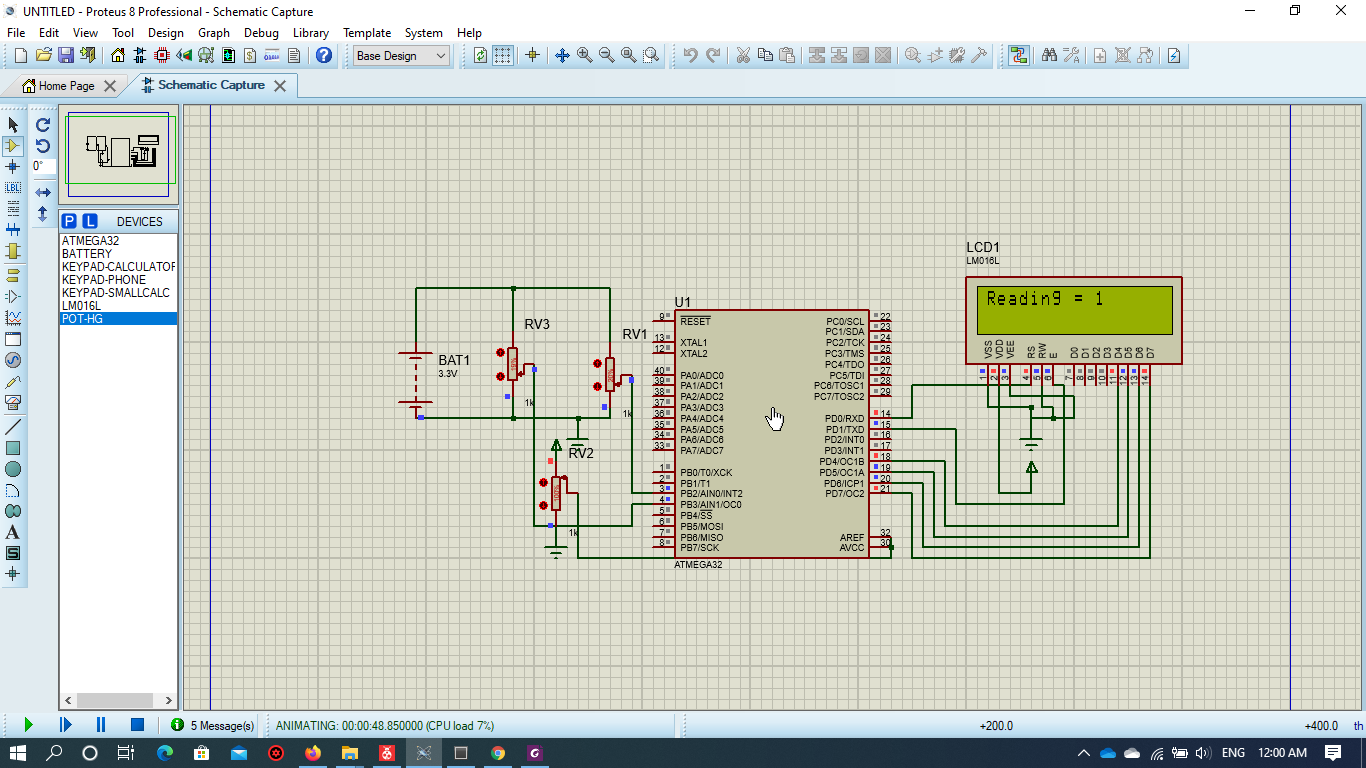 UNTITLED - Proteus 8 Professional - Schematic Capture
File Edit View Tool Design Graph Debug Library Template System Help
Base Design
Home Page
Schematic Capture
0°
P L DEVICES
ATMEGA32
BATTERY
KEYPAD-CALCULATOR
KEYPAD-PHONE
KEYPAD-SMALLCALC
LM016L
POT-HG
LBL
A
S
LCD1
LM016L
Reading = 1
VSS
VDD
VEE
RS
RW
E
D0
D1
D2
D3
D4
D5
D6
D7
1
2
3
4
5
6
7
8
9
10
11
12
13
14
RV3
1k
RV1
1k
BAT1
3.3V
RV2
100%
1k
U1
9 RESET PC0/SCL 22
PC1/SDA 23
13 XTAL1 PC2/TCK 24
12 XTAL2 PC3/TMS 25
PC4/TDO 26
40 PA0/ADC0 PC5/TDI 27
39 PA1/ADC1 PC6/TOSC1 28
38 PA2/ADC2 PC7/TOSC2 29
37 PA3/ADC3
36 PA4/ADC4 PD0/RXD 14
35 PA5/ADC5 PD1/TXD 15
34 PA6/ADC6 PD2/INT0 16
33 PA7/ADC7 PD3/INT1 17
PD4/OC1B 18
1 PB0/T0/XCK PD5/OC1A 19
2 PB1/T1 PD6/ICP1 20
3 PB2/AIN0/INT2 PD7/OC2 21
4 PB3/AIN1/OC0
5 PB4/SS
6 PB5/MOSI
7 PB6/MISO AREF 32
8 PB7/SCK AVCC 30
ATMEGA32
5 Message(s)
ANIMATING: 00:00:48.850000 (CPU load 7%)
+200.0
+400.0 th
ENG
12:00 AM